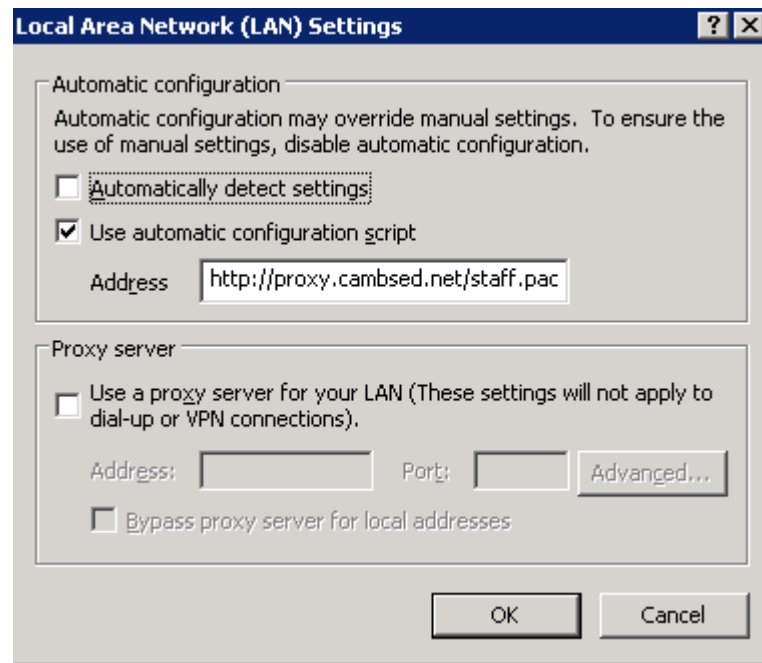 Local Area Network (LAN) Settings
Automatic configuration
Automatic configuration may override manual settings. To ensure the
use of manual settings, disable automatic configuration.
Automatically detect settings
Use automatic configuration script
Address http://proxy.cambsed.net/staff.pac
Proxy server
Use a proxy server for your LAN (These settings will not apply to
dial-up or VPN connections).
Address: Port: Advanced...
Bypass proxy server for local addresses
OK Cancel